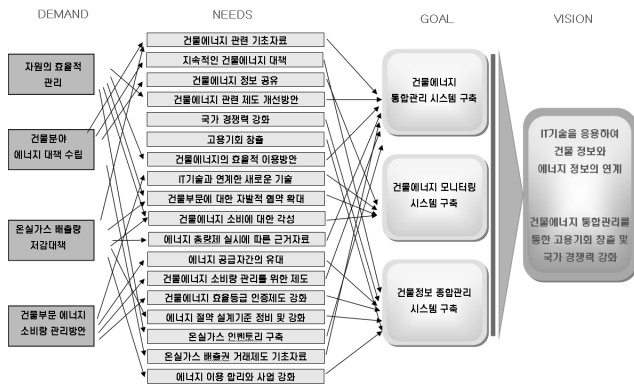 DEMAND
NEEDS
GOAL
VISION
자원의 효율적
관리
건물분야
에너지 대책 수립
온실가스 배출량
저감대책
건물부문 에너지
소비량 관리방안
건물에너지 관련 기초자료
지속적인 건물에너지 대책
건물에너지 정보 공유
건물에너지 관련 제도 개선방안
국가 경쟁력 강화
고용기회 창출
건물에너지의 효율적 이용방안
IT기술과 연계한 새로운 기술
건물부문에 대한 자발적 협약 확대
건물에너지 소비에 대한 각성
에너지 총량제 실시에 따른 근거자료
에너지 공급자간의 유대
건물에너지 소비량 관리를 위한 제도
건물에너지 효율등급 인증제도 강화
에너지 절약 설계기준 정비 및 강화
온실가스 인벤토리 구축
온실가스 배출권 거래제도 기초자료
에너지 이용 합리와 사업 강화
건물에너지
통합관리 시스템 구축
건물에너지 모니터링
시스템 구축
건물정보 종합관리
시스템 구축
IT기술을 응용하여
건물 정보와
에너지 정보의 연계
건물에너지 통합관리를
통한 고용기회 창출 및
국가 경쟁력 강화